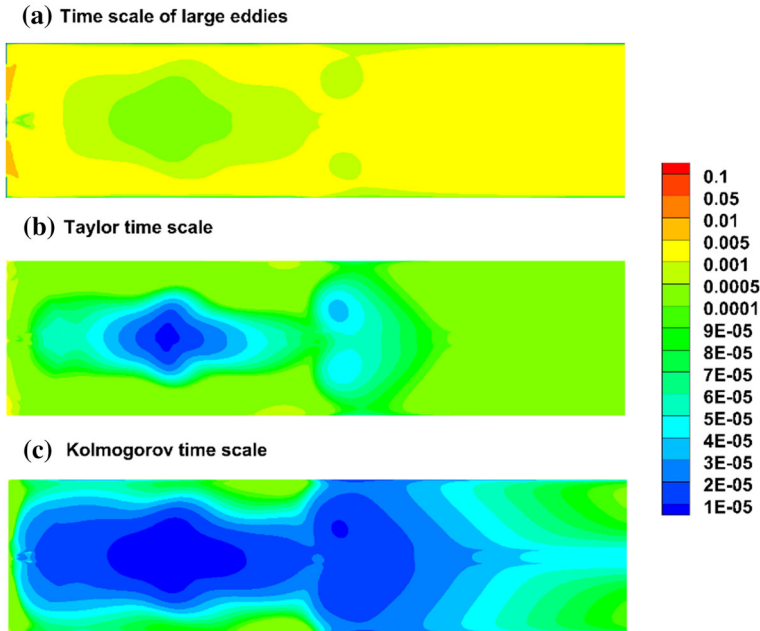 (a) Time scale of large eddies
(b) Taylor time scale
(c) Kolmogorov time scale
0.1
0.05
0.01
0.005
0.001
0.0005
0.0001
9E-05
8E-05
7E-05
6E-05
5E-05
4E-05
3E-05
2E-05
1E-05